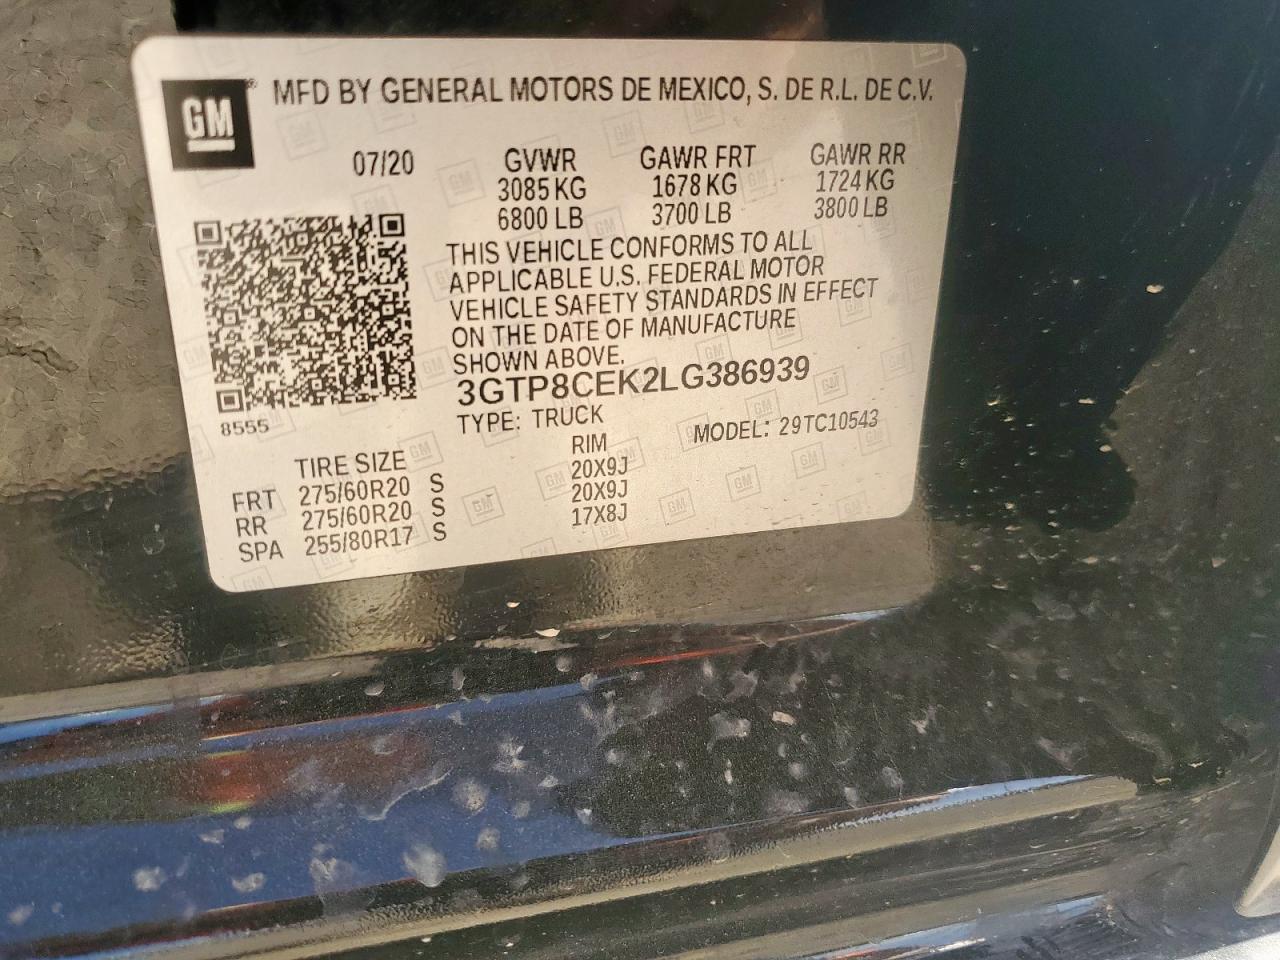 GM® MFD BY GENERAL MOTORS DE MEXICO, S. DE R.L. DE C.V.
07/20 GVWR GAWR FRT GAWR RR
3085 KG 1678 KG 1724 KG
6800 LB 3700 LB 3800 LB
THIS VEHICLE CONFORMS TO ALL
APPLICABLE U.S. FEDERAL MOTOR
VEHICLE SAFETY STANDARDS IN EFFECT
ON THE DATE OF MANUFACTURE
SHOWN ABOVE.
3GTP8CEK2LG386939
8555 TYPE: TRUCK MODEL: 29TC10543
TIRE SIZE RIM
FRT 275/60R20 S 20X9J
RR 275/60R20 S 20X9J
SPA 255/80R17 S 17X8J